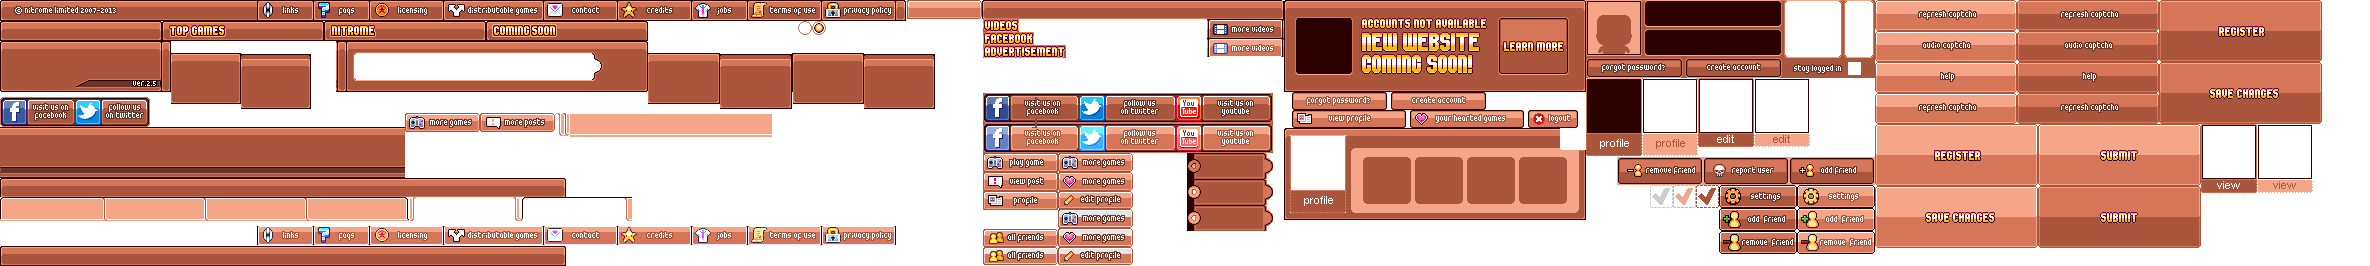 © nitrome limited 2007-2013
links
faqs
licensing
distributable games
contact
credits
jobs
terms of use
privacy policy
TOP GAMES
NITROME
COMING SOON
ver.2.5
visit us on facebook
follow us on twitter
more games
more posts
links
faqs
licensing
distributable games
contact
credits
jobs
terms of use
privacy policy
VIDEOS
FACEBOOK
ADVERTISEMENT
more videos
more videos
visit us on facebook
follow us on twitter
You Tube
visit us on youtube
visit us on facebook
follow us on twitter
You Tube
visit us on youtube
play game
more games
view post
more games
profile
edit profile
more games
all friends
more games
all friends
edit profile
ACCOUNTS NOT AVAILABLE
NEW WEBSITE
COMING SOON!
LEARN MORE
forgot password?
create account
view profile
your hearted games
logout
profile
forgot password?
create account
stay logged in
profile
profile
edit
edit
remove friend
report user
add friend
settings
settings
add friend
add friend
remove friend
remove friend
refresh captcha
refresh captcha
audio captcha
audio captcha
help
help
refresh captcha
refresh captcha
REGISTER
SAVE CHANGES
REGISTER
SUBMIT
SAVE CHANGES
SUBMIT
view
view